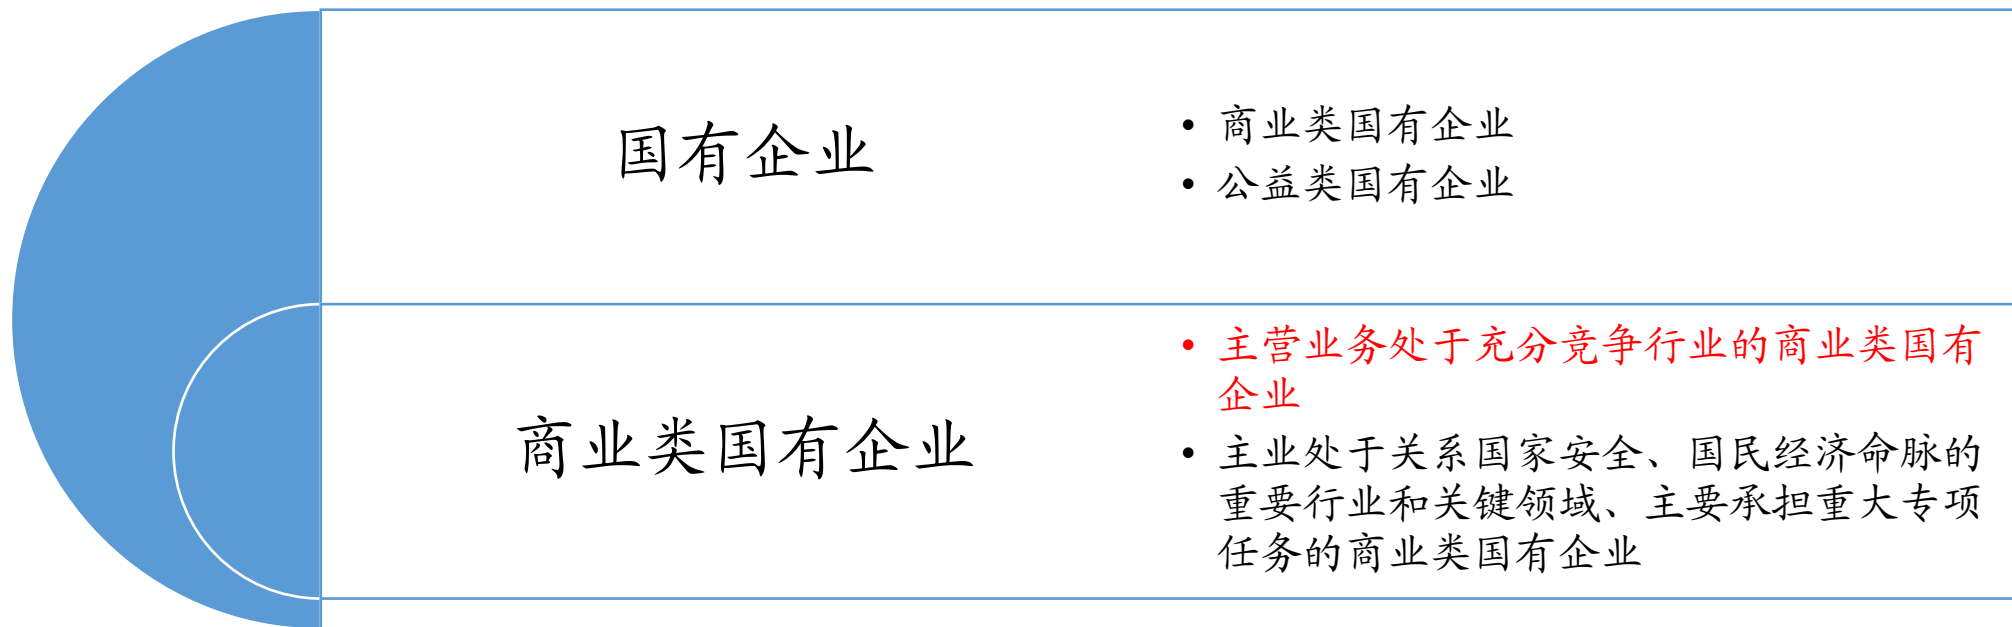 国有企业
• 商业类国有企业
• 公益类国有企业
商业类国有企业
• 主营业务处于充分竞争行业的商业类国有
企业
• 主业处于关系国家安全、国民经济命脉的
重要行业和关键领域、主要承担重大专项
任务的商业类国有企业